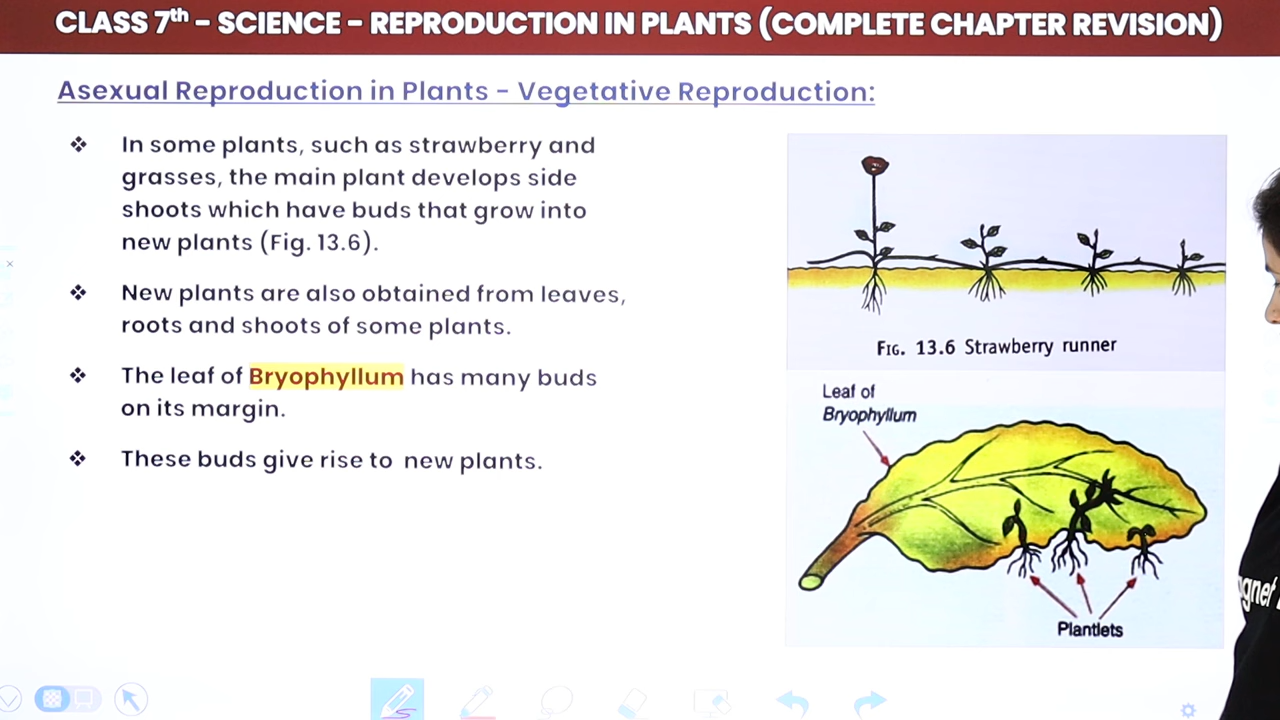 CLASS 7th – SCIENCE – REPRODUCTION IN PLANTS (COMPLETE CHAPTER REVISION)
Asexual Reproduction in Plants - Vegetative Reproduction:
❖ In some plants, such as strawberry and
grasses, the main plant develops side
shoots which have buds that grow into
new plants (Fig. 13.6).
❖ New plants are also obtained from leaves,
roots and shoots of some plants.
❖ The leaf of Bryophyllum has many buds
on its margin.
❖ These buds give rise to new plants.
FIG. 13.6 Strawberry runner
Leaf of
Bryophyllum
Plantlets